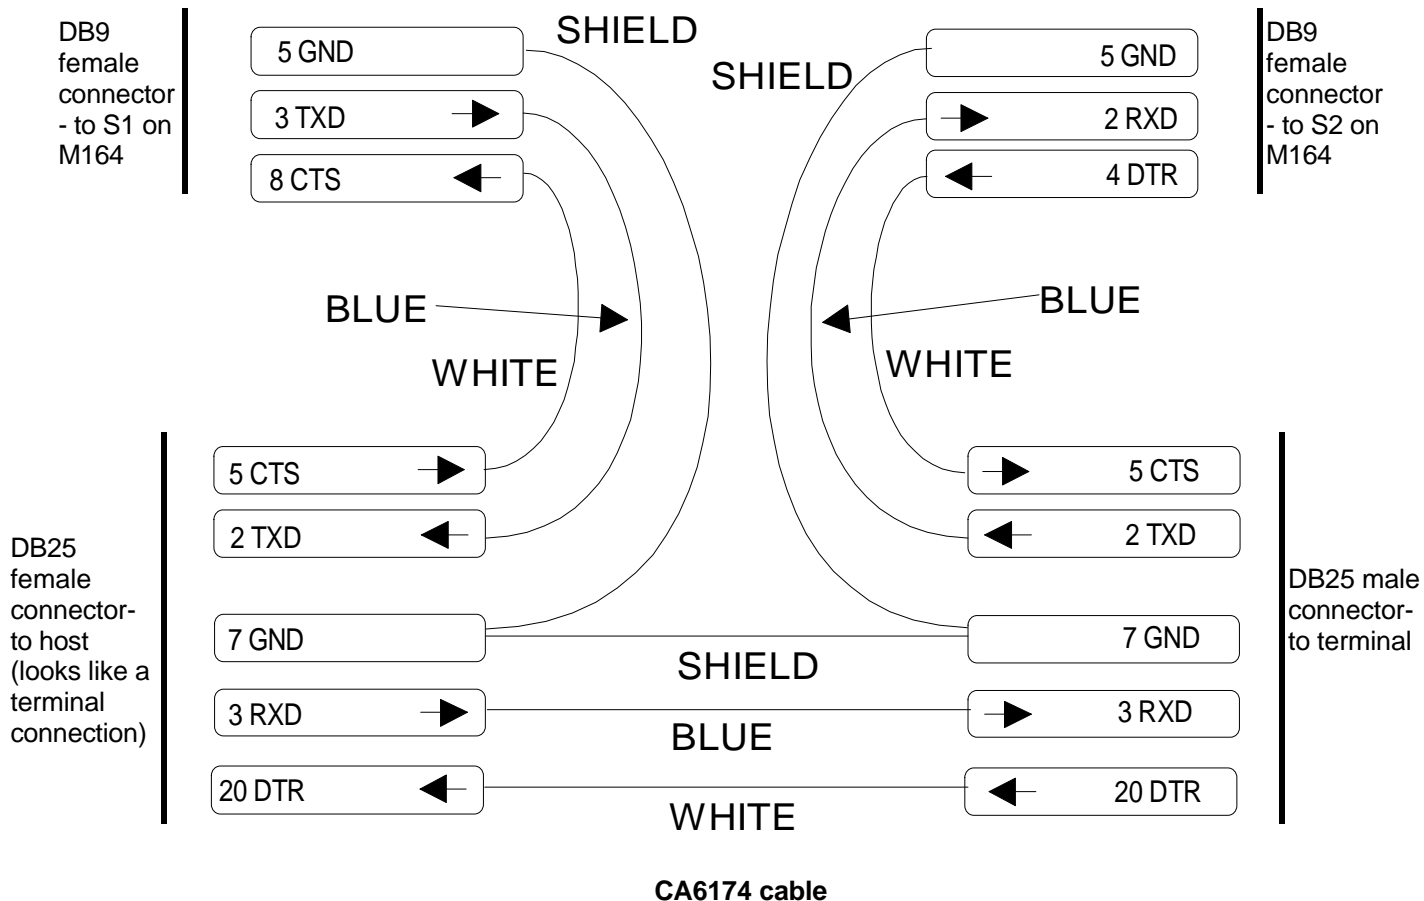 DB9
female
connector
- to S1 on
M164
5 GND
3 TXD
8 CTS
SHIELD
SHIELD
5 GND
2 RXD
4 DTR
DB9
female
connector
- to S2 on
M164
BLUE
WHITE
BLUE
WHITE
DB25
female
connector-
to host
(looks like a
terminal
connection)
5 CTS
2 TXD
7 GND
3 RXD
20 DTR
SHIELD
BLUE
WHITE
5 CTS
2 TXD
7 GND
3 RXD
20 DTR
DB25 male
connector-
to terminal
CA6174 cable